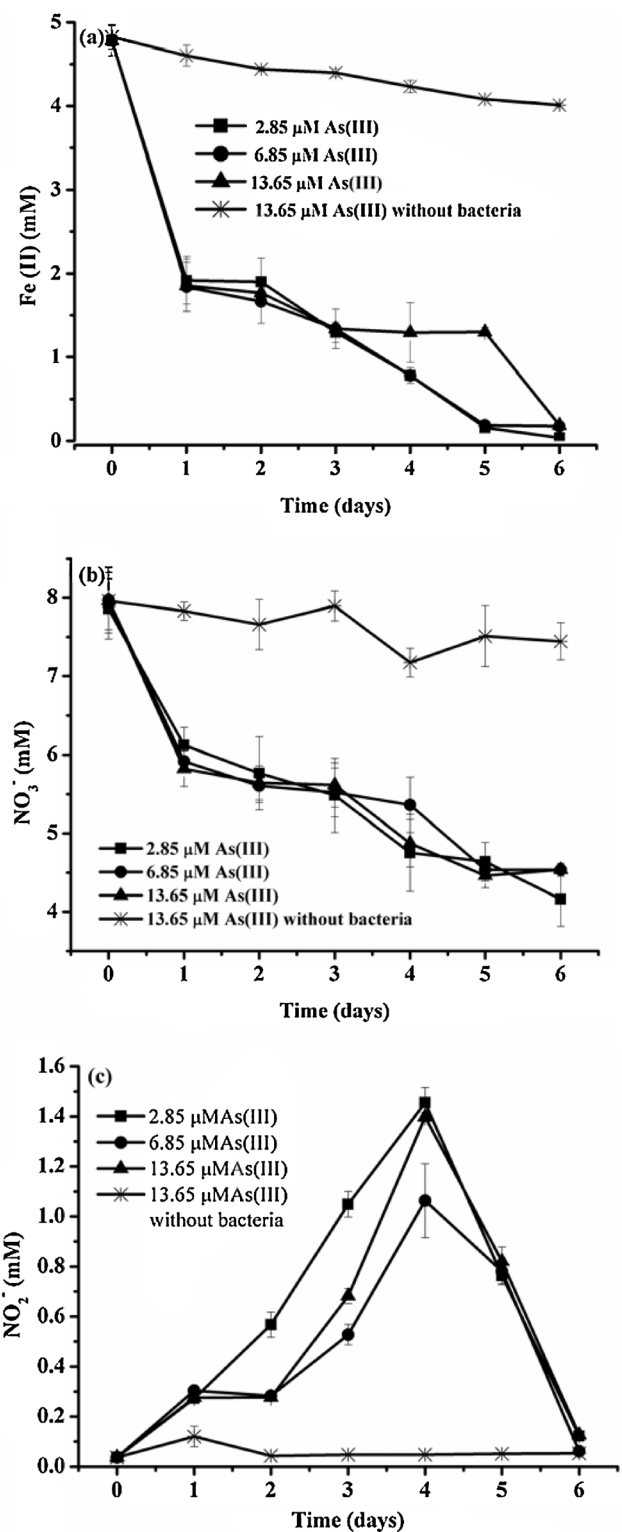 (a)
5
4
3
2
1
0
Fe (II) (mM)
2.85 μM As(III)
6.85 μM As(III)
13.65 μM As(III)
13.65 μM As(III) without bacteria
0 1 2 3 4 5 6
Time (days)
(b)
8
7
6
5
4
NO3- (mM)
2.85 μM As(III)
6.85 μM As(III)
13.65 μM As(III)
13.65 μM As(III) without bacteria
0 1 2 3 4 5 6
Time (days)
(c)
1.6
1.4
1.2
1.0
0.8
0.6
0.4
0.2
0.0
NO2- (mM)
2.85 μMAs(III)
6.85 μMAs(III)
13.65 μMAs(III)
13.65 μMAs(III)
without bacteria
0 1 2 3 4 5 6
Time (days)